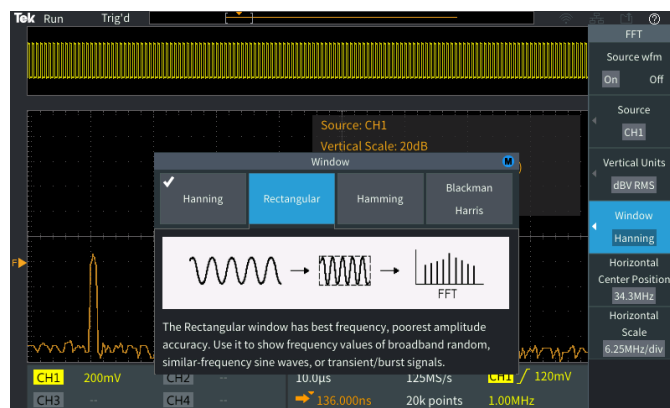 Tek Run Trig'd
FFT
Source wfm
On Off
Source
CH1
Vertical Units
dBV RMS
Window
Hanning
Horizontal
Center Position
34.3MHz
Horizontal
Scale
6.25MHz/div
Source: CH1
Vertical Scale: 20dB
)
Window M
Hanning
Rectangular
Hamming
Blackman
Harris
FFT
The Rectangular window has best frequency, poorest amplitude
accuracy. Use it to show frequency values of broadband random,
similar-frequency sine waves, or transient/burst signals.
F
CH1 200mV CH2 -- 10.0µs 125MS/s CH1 120mV
CH3 -- CH4 -- 136.000ns 20k points 1.00MHz